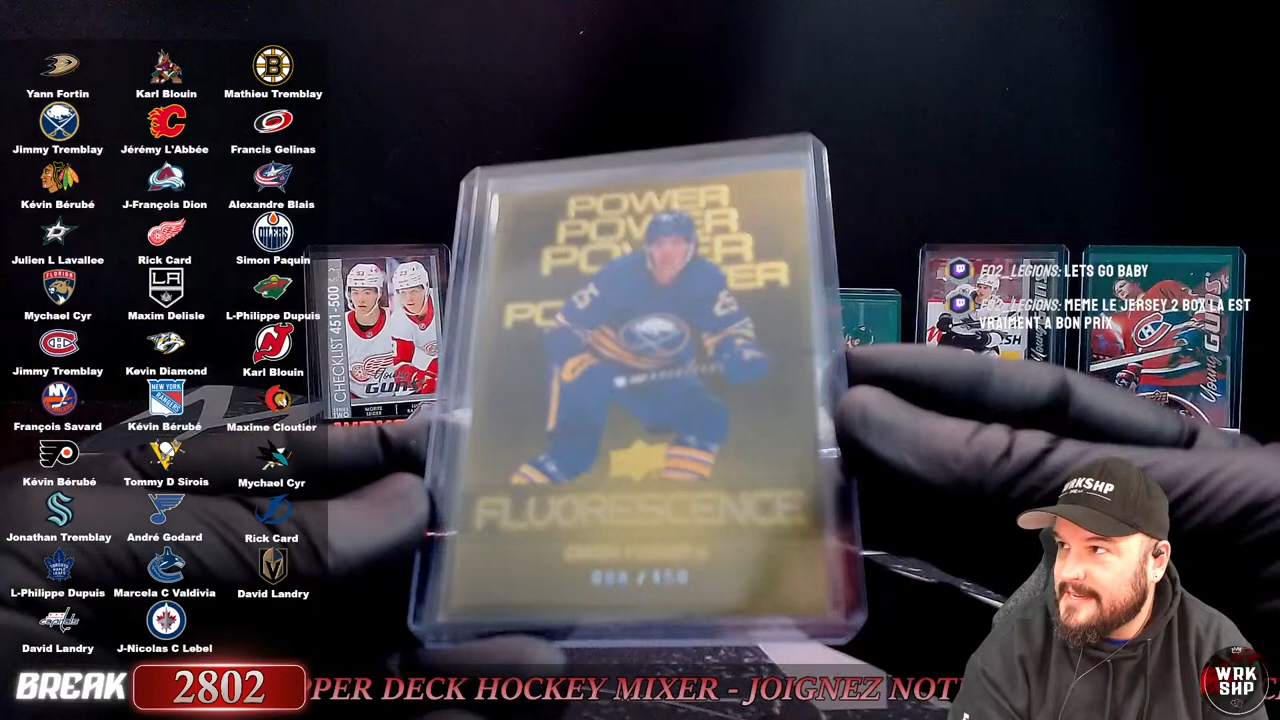 Yann Fortin
Karl Blouin
Mathieu Tremblay
Jimmy Tremblay
Jérémy L'Abbée
Francis Gelinas
Kévin Bérubé
J-François Dion
Alexandre Blais
Julien L Lavallee
Rick Card
Simon Paquin
Mychael Cyr
Maxim Delisle
L-Philippe Dupuis
Jimmy Tremblay
Kevin Diamond
Karl Blouin
François Savard
Kévin Bérubé
Maxime Cloutier
Kévin Bérubé
Tommy D Sirois
Mychael Cyr
Jonathan Tremblay
André Godard
Rick Card
L-Philippe Dupuis
Marcela C Valdivia
David Landry
David Landry
J-Nicolas C Lebel
BREAK 2802
PPER DECK HOCKEY MIXER - JOIGNEZ NOT
POWER
POWER
POWER
FLUORESCENCE
CHECKLIST 451-500
Young
GUNS
EO2_LEGIONS: LETS GO BABY
EO2_LEGIONS: MEME LE JERSEY 2 BOX LA EST
VRAIMENT A BON PRIX
Young GUNS
WRKSHP
WRK
SHP